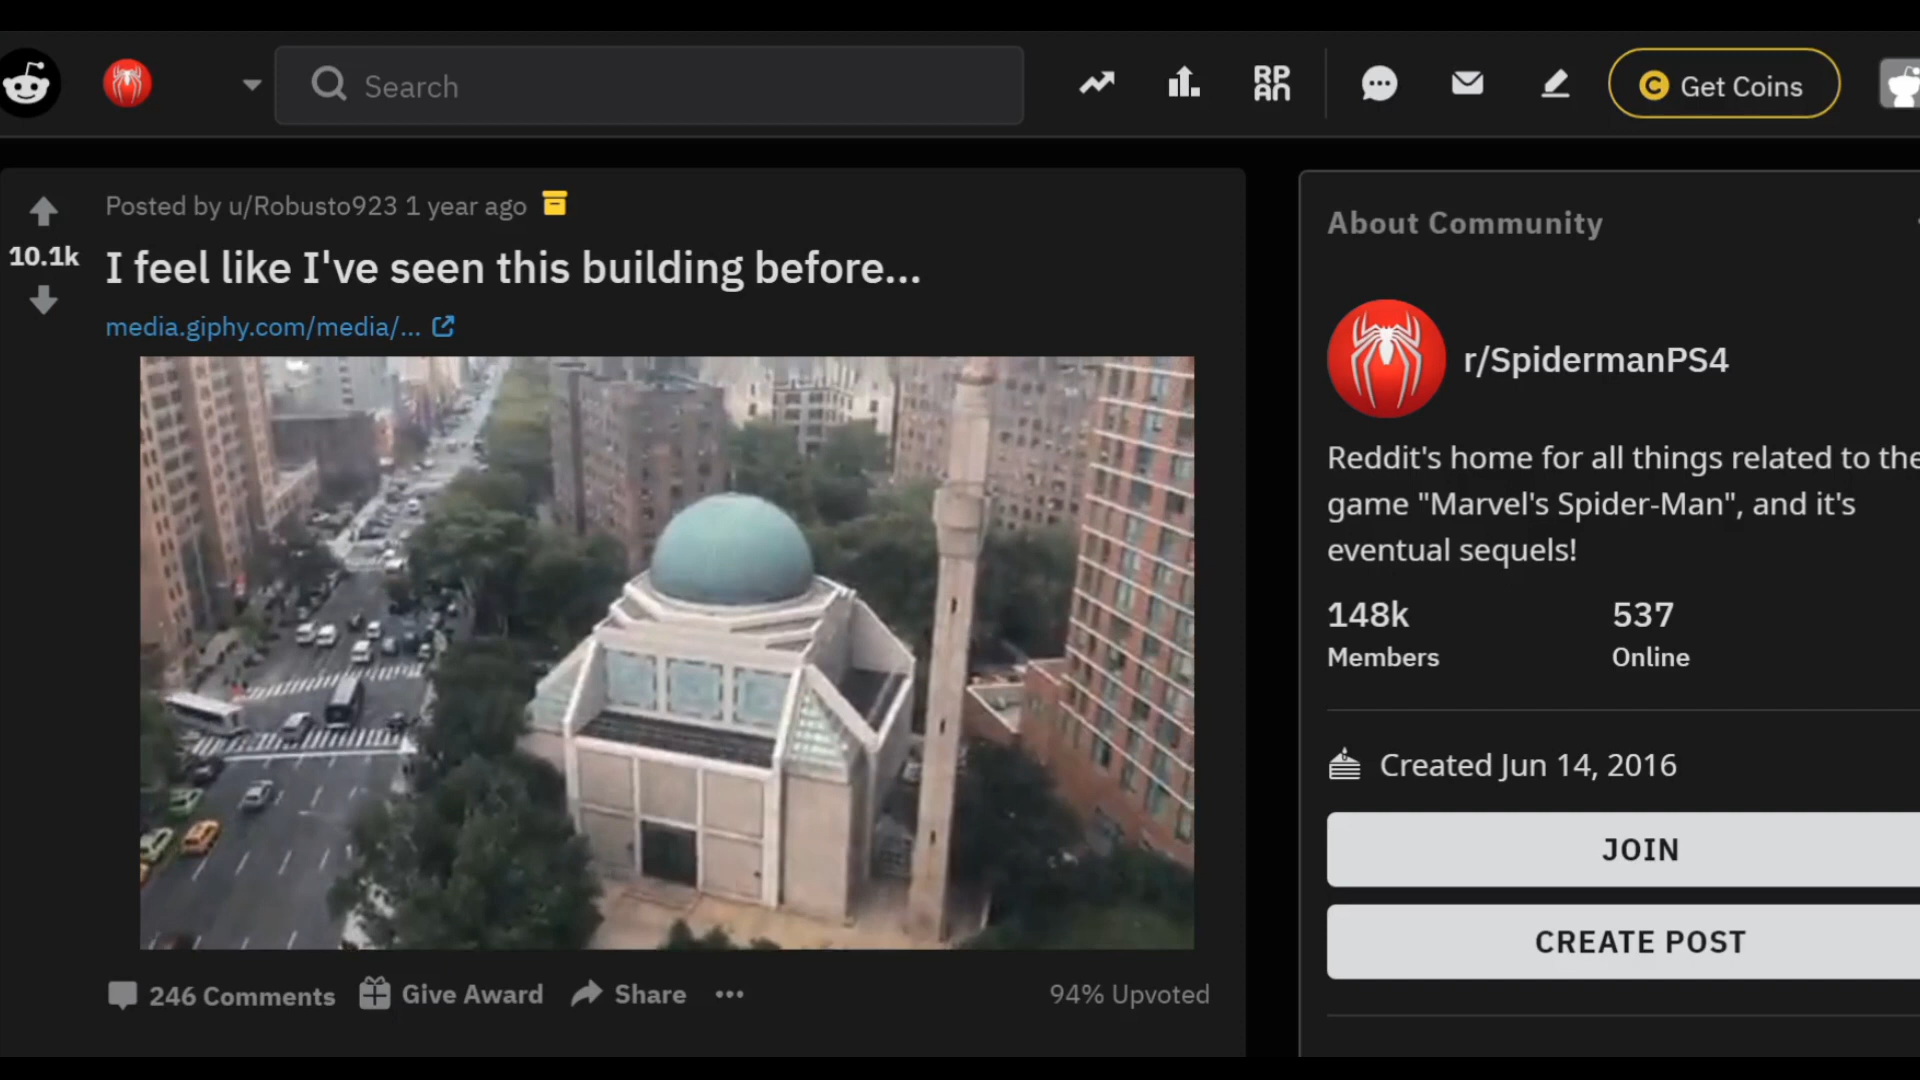 Search
RPAN
Get Coins
Posted by u/Robusto923 1 year ago
10.1k
I feel like I've seen this building before...
media.giphy.com/media/...
246 Comments
Give Award
Share
94% Upvoted
About Community
r/SpidermanPS4
Reddit's home for all things related to the
game "Marvel's Spider-Man", and it's
eventual sequels!
148k
537
Members
Online
Created Jun 14, 2016
JOIN
CREATE POST